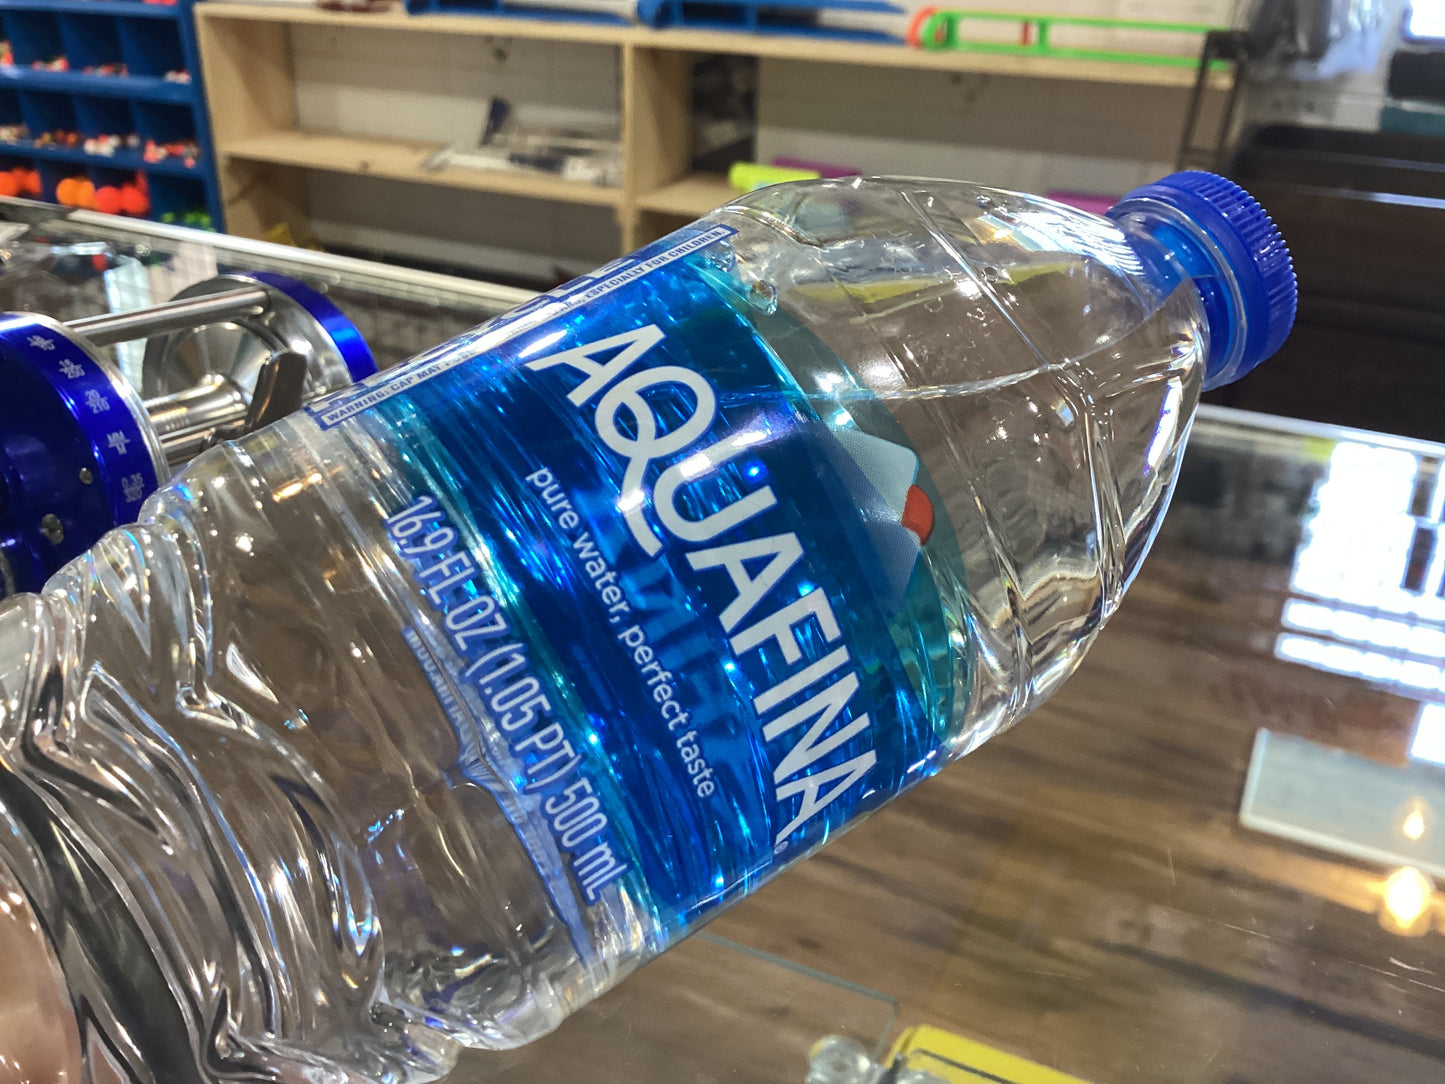 WARNING: CAP MAY
ESPECIALLY FOR CHILDREN
AQUAFINA®
pure water, perfect taste
16.9 FL OZ (1.05 PT) 500 mL